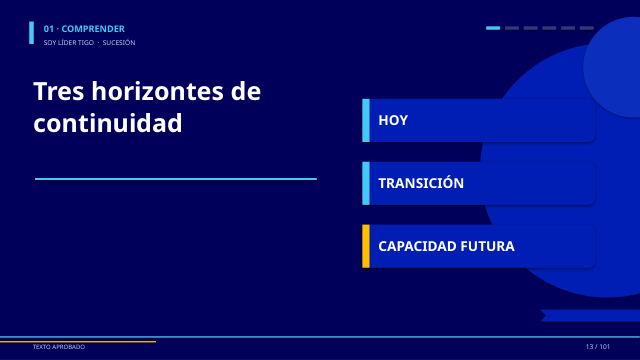 01 · COMPRENDER
SOY LÍDER TIGO · SUCESIÓN
Tres horizontes de
continuidad
HOY
TRANSICIÓN
CAPACIDAD FUTURA
TEXTO APROBADO
13 / 101